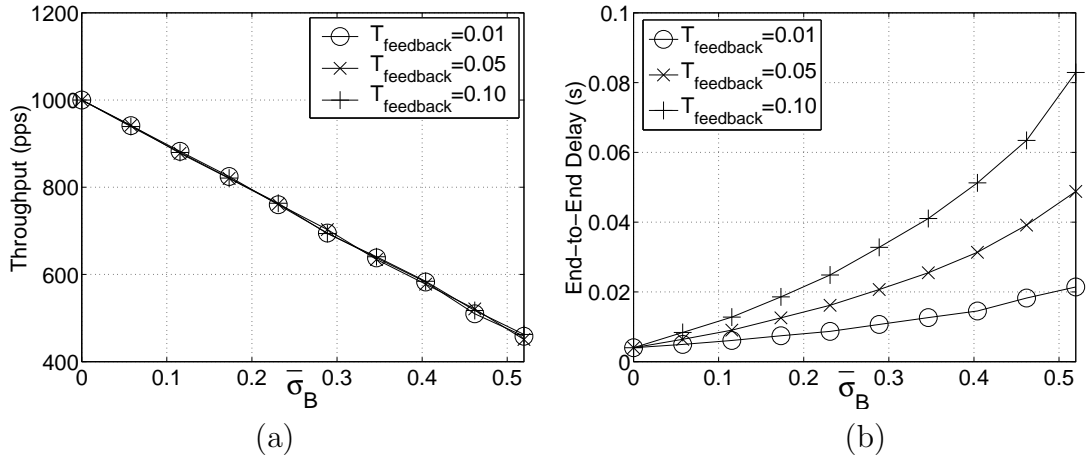 1200
1000
800
600
400
0
0.1
0.2
0.3
0.4
0.5
Throughput (pps)
σ̅_B
T_feedback=0.01
T_feedback=0.05
T_feedback=0.10
(a)
0.1
0.08
0.06
0.04
0.02
0
0
0.1
0.2
0.3
0.4
0.5
End−to−End Delay (s)
σ̅_B
T_feedback=0.01
T_feedback=0.05
T_feedback=0.10
(b)